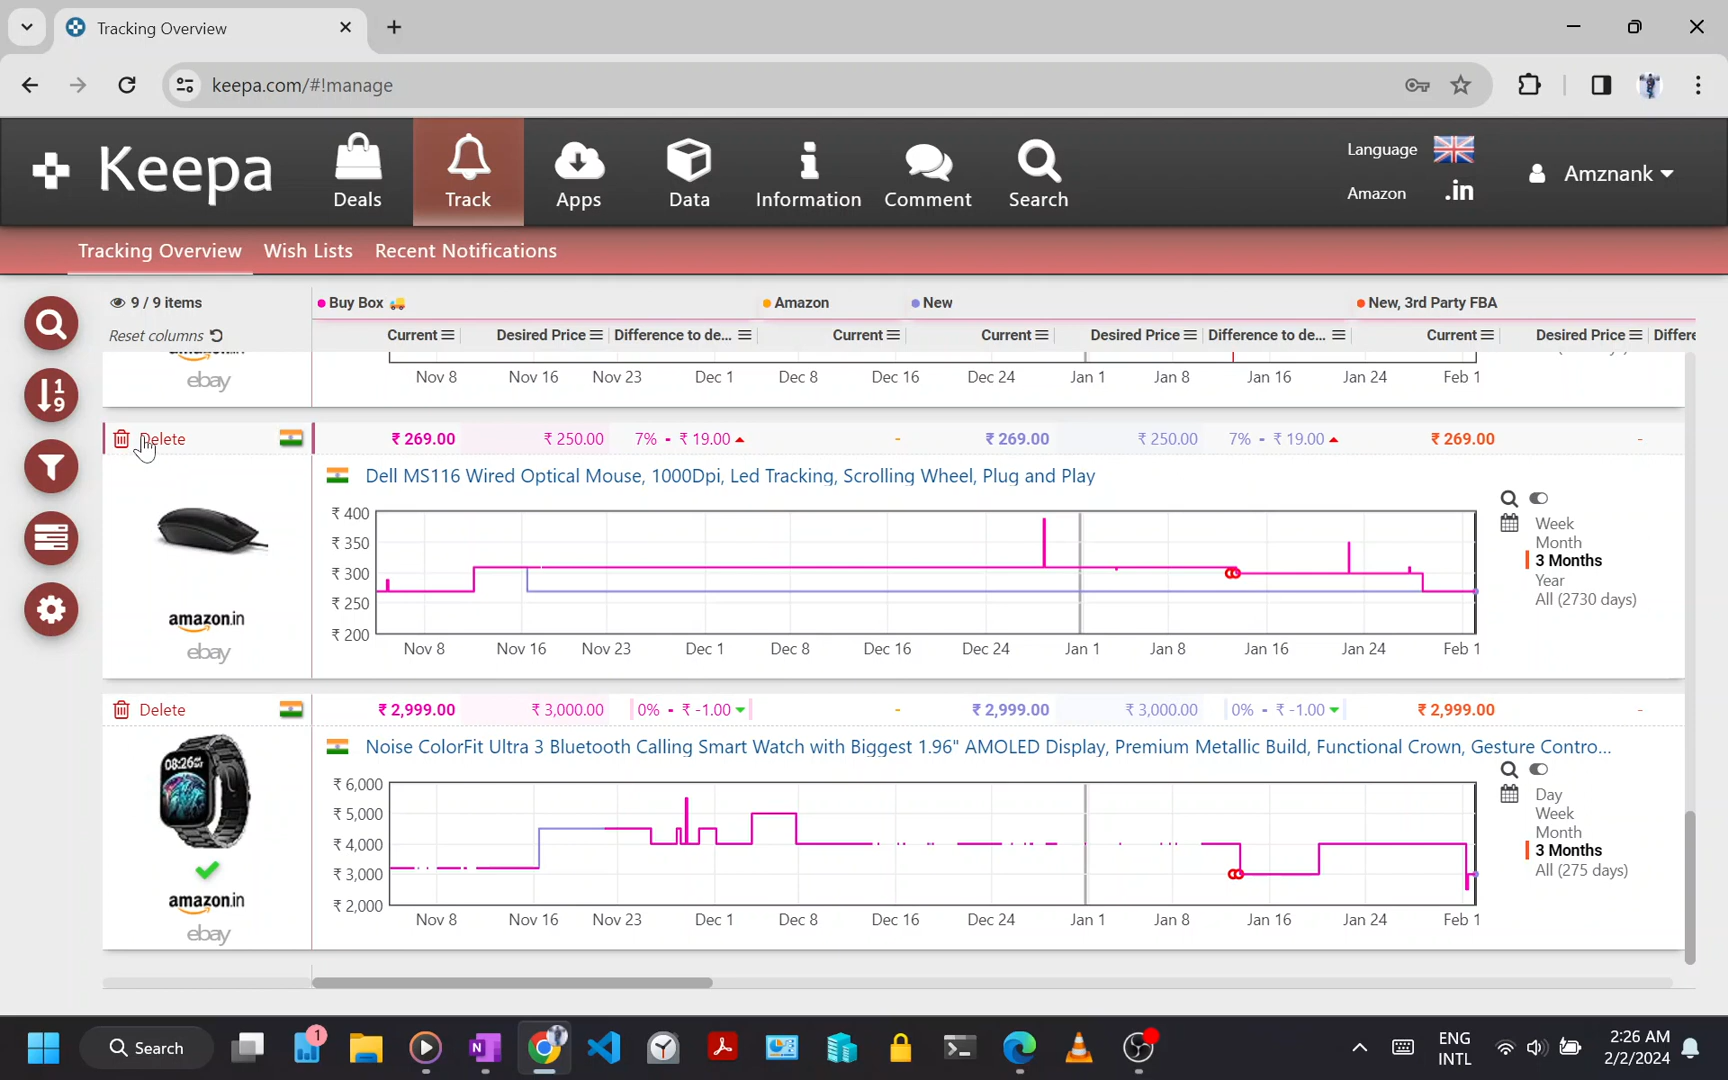 Tracking Overview
keepa.com/#!manage
Keepa
Deals
Track
Apps
Data
Information
Comment
Search
Language
Amazon .in
Amznank
Tracking Overview Wish Lists Recent Notifications
9 / 9 items
Reset columns
Buy Box Amazon New New, 3rd Party FBA
Current Desired Price Difference to de... Current Current Desired Price Difference to de... Current Desired Price Differe
ebay
Nov 8 Nov 16 Nov 23 Dec 1 Dec 8 Dec 16 Dec 24 Jan 1 Jan 8 Jan 16 Jan 24 Feb 1
Delete ₹ 269.00 ₹ 250.00 7% - ₹ 19.00 - ₹ 269.00 ₹ 250.00 7% - ₹ 19.00 ₹ 269.00 -
Dell MS116 Wired Optical Mouse, 1000Dpi, Led Tracking, Scrolling Wheel, Plug and Play
₹ 400
₹ 350
₹ 300
₹ 250
₹ 200
Nov 8 Nov 16 Nov 23 Dec 1 Dec 8 Dec 16 Dec 24 Jan 1 Jan 8 Jan 16 Jan 24 Feb 1
Week
Month
3 Months
Year
All (2730 days)
amazon.in
ebay
Delete ₹ 2,999.00 ₹ 3,000.00 0% - ₹ -1.00 - ₹ 2,999.00 ₹ 3,000.00 0% - ₹ -1.00 ₹ 2,999.00 -
Noise ColorFit Ultra 3 Bluetooth Calling Smart Watch with Biggest 1.96" AMOLED Display, Premium Metallic Build, Functional Crown, Gesture Contro...
08:26
₹ 6,000
₹ 5,000
₹ 4,000
₹ 3,000
₹ 2,000
Nov 8 Nov 16 Nov 23 Dec 1 Dec 8 Dec 16 Dec 24 Jan 1 Jan 8 Jan 16 Jan 24 Feb 1
Day
Week
Month
3 Months
All (275 days)
amazon.in
ebay
Search
1
ENG
INTL
2:26 AM
2/2/2024